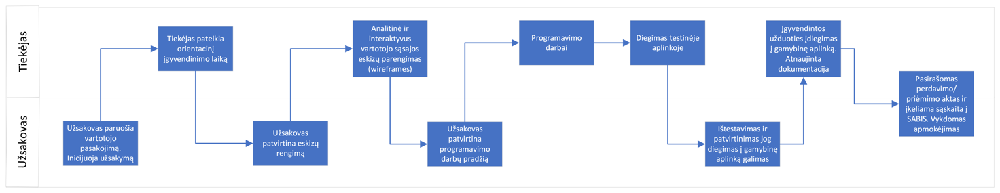 Tiekėjas
Užsakovas
Užsakovas paruošia
vartotojo
pasakojimą.
Inicijuoja užsakymą
Tiekėjas pateikia
orientacinį
įgyvendinimo laiką
Užsakovas
patvirtina eskizų
rengimą
Analitinė ir
interaktyvus
vartotojo sąsajos
eskizų parengimas
(wireframes)
Užsakovas
patvirtina
programavimo
darbų pradžią
Programavimo
darbai
Diegimas testinėje
aplinkoje
Ištestavimas ir
patvirtinimas jog
diegimas į gamybinę
aplinką galimas
Įgyvendintos
užduoties įdiegimas
į gamybinę aplinką.
Atnaujinta
dokumentacija
Pasirašomas
perdavimo/
priėmimo aktas ir
įkeliama sąskaita į
SABIS. Vykdomas
apmokėjimas